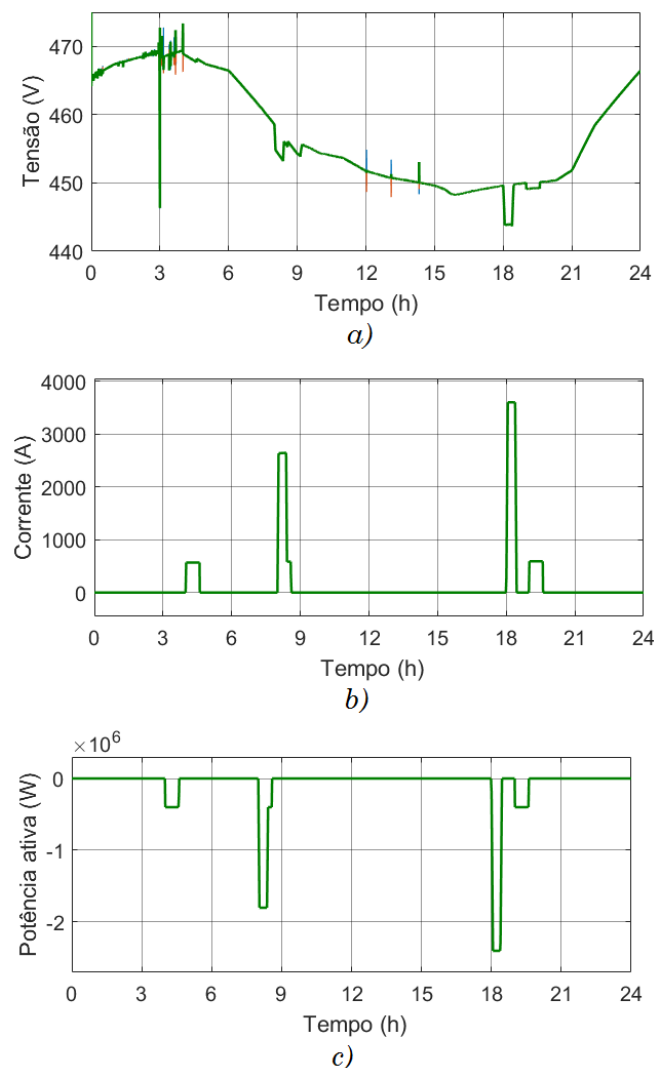 470
460
450
440
Tensão (V)
0 3 6 9 12 15 18 21 24
Tempo (h)
a)
4000
3000
2000
1000
0
Corrente (A)
0 3 6 9 12 15 18 21 24
Tempo (h)
b)
×10⁶
0
-1
-2
Potência ativa (W)
0 3 6 9 12 15 18 21 24
Tempo (h)
c)